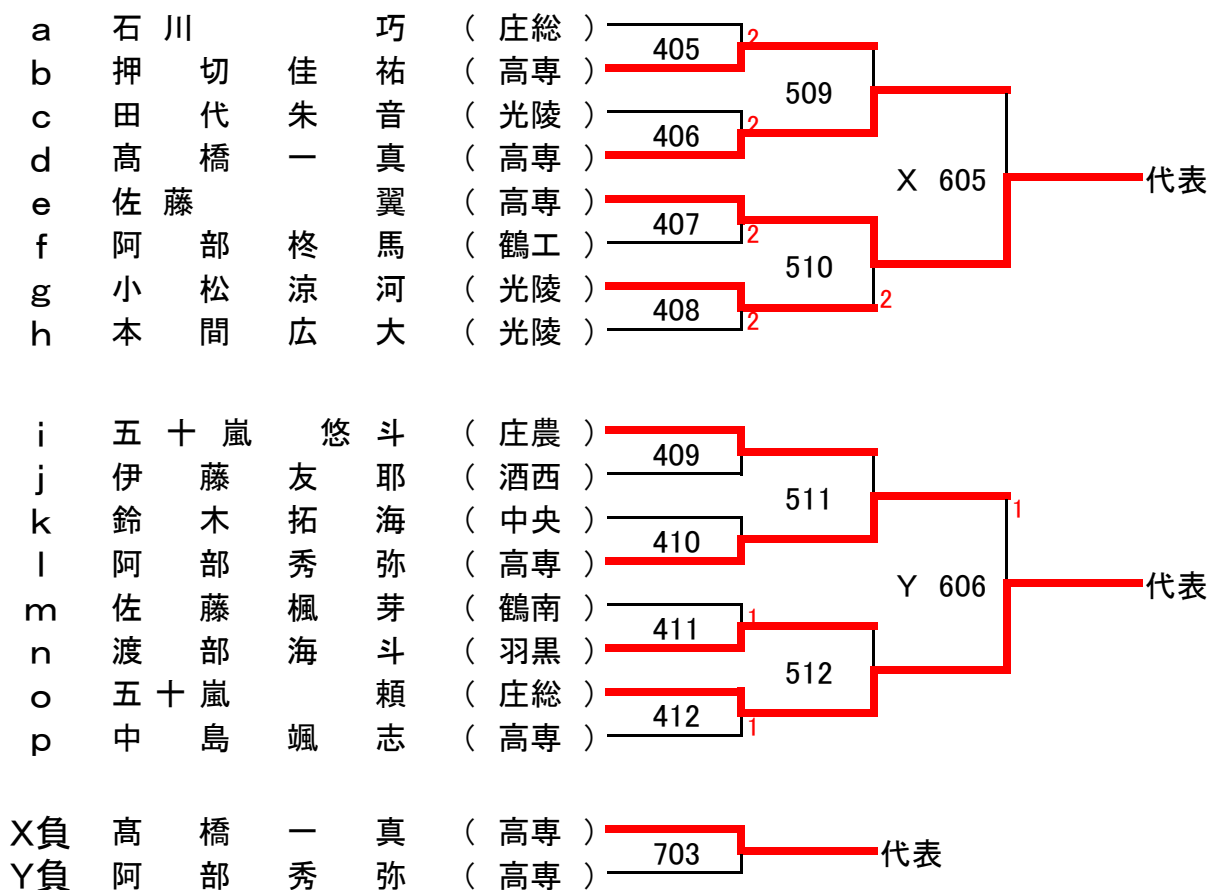 a 石川 巧 ( 庄総 )
2
405
b 押切佳祐 ( 高専 )
509
c 田代朱音 ( 光陵 )
2
406
d 髙橋一真 ( 高専 )
X 605
代表
e 佐藤 翼 ( 高専 )
407
2
f 阿部柊馬 ( 鶴工 )
510
g 小松涼河 ( 光陵 )
2
408
2
h 本間広大 ( 光陵 )
i 五十嵐 悠斗 ( 庄農 )
409
j 伊藤友耶 ( 酒西 )
511
k 鈴木拓海 ( 中央 )
1
410
l 阿部秀弥 ( 高専 )
Y 606
代表
m 佐藤楓芽 ( 鶴南 )
1
411
n 渡部海斗 ( 羽黒 )
512
o 五十嵐 頼 ( 庄総 )
412
1
p 中島颯志 ( 高専 )
X負 髙橋一真 ( 高専 )
703
代表
Y負 阿部秀弥 ( 高専 )